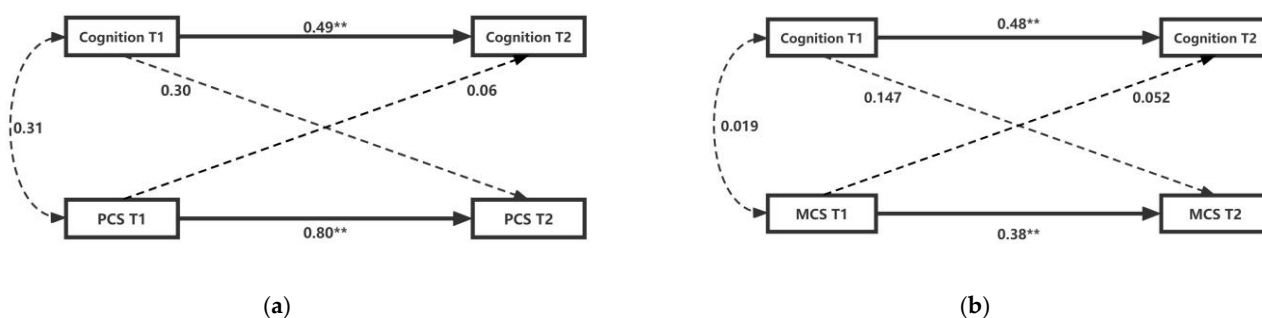 Cognition T1
0.49**
Cognition T2
0.30
0.06
0.31
PCS T1
0.80**
PCS T2
(a)
Cognition T1
0.48**
Cognition T2
0.147
0.052
0.019
MCS T1
0.38**
MCS T2
(b)